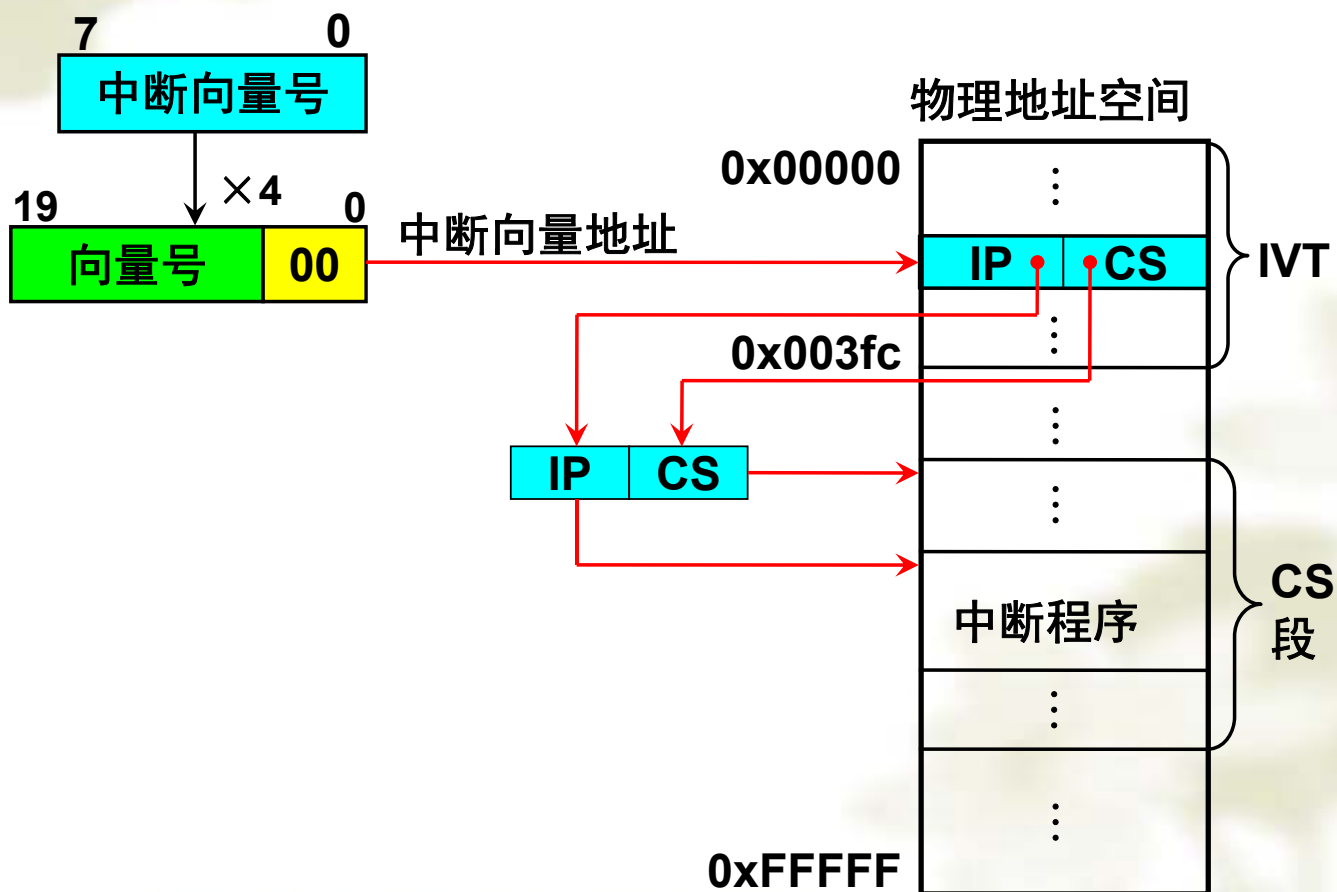 7 0
中断向量号
×4
19 0
向量号 00
中断向量地址
物理地址空间
0x00000
⋮
IP CS
IVT
⋮
0x003fc
⋮
IP CS
⋮
中断程序
CS
段
⋮
⋮
0xFFFFF